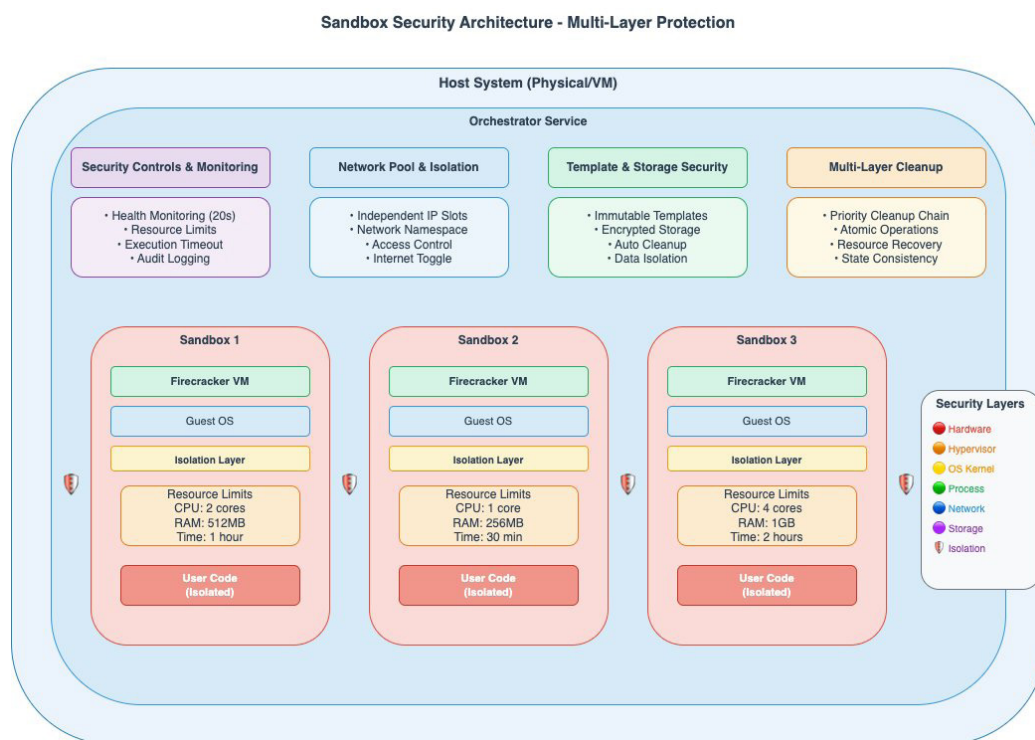 Sandbox Security Architecture - Multi-Layer Protection
Host System (Physical/VM)
Orchestrator Service
Security Controls & Monitoring
• Health Monitoring (20s)
• Resource Limits
• Execution Timeout
• Audit Logging
Network Pool & Isolation
• Independent IP Slots
• Network Namespace
• Access Control
• Internet Toggle
Template & Storage Security
• Immutable Templates
• Encrypted Storage
• Auto Cleanup
• Data Isolation
Multi-Layer Cleanup
• Priority Cleanup Chain
• Atomic Operations
• Resource Recovery
• State Consistency
Sandbox 1
Firecracker VM
Guest OS
Isolation Layer
Resource Limits
CPU: 2 cores
RAM: 512MB
Time: 1 hour
User Code
(Isolated)
Sandbox 2
Firecracker VM
Guest OS
Isolation Layer
Resource Limits
CPU: 1 core
RAM: 256MB
Time: 30 min
User Code
(Isolated)
Sandbox 3
Firecracker VM
Guest OS
Isolation Layer
Resource Limits
CPU: 4 cores
RAM: 1GB
Time: 2 hours
User Code
(Isolated)
Security Layers
Hardware
Hypervisor
OS Kernel
Process
Network
Storage
Isolation